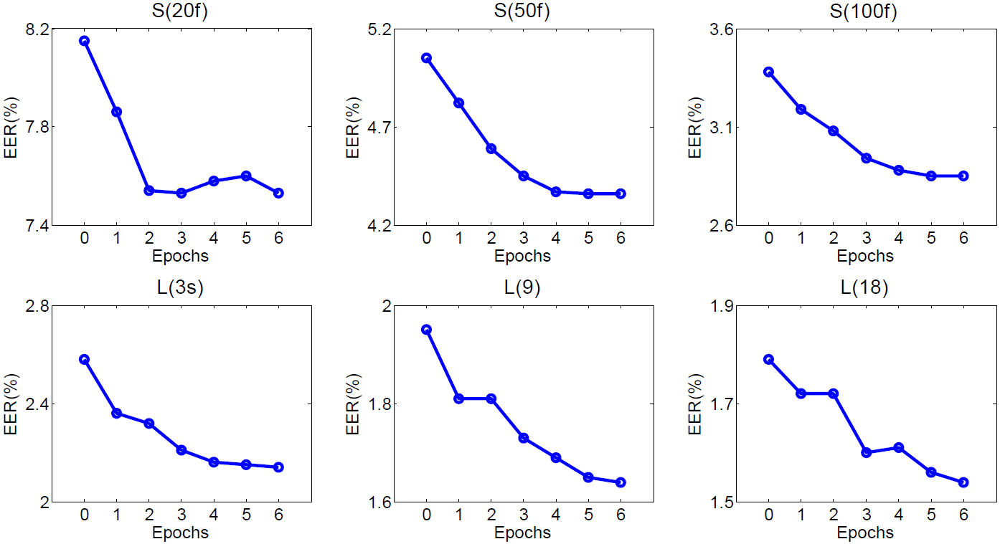 S(20f)
8.2
7.8
7.4
EER(%)
0 1 2 3 4 5 6
Epochs
S(50f)
5.2
4.7
4.2
EER(%)
0 1 2 3 4 5 6
Epochs
S(100f)
3.6
3.1
2.6
EER(%)
0 1 2 3 4 5 6
Epochs
L(3s)
2.8
2.4
2
EER(%)
0 1 2 3 4 5 6
Epochs
L(9)
2
1.8
1.6
EER(%)
0 1 2 3 4 5 6
Epochs
L(18)
1.9
1.7
1.5
EER(%)
0 1 2 3 4 5 6
Epochs